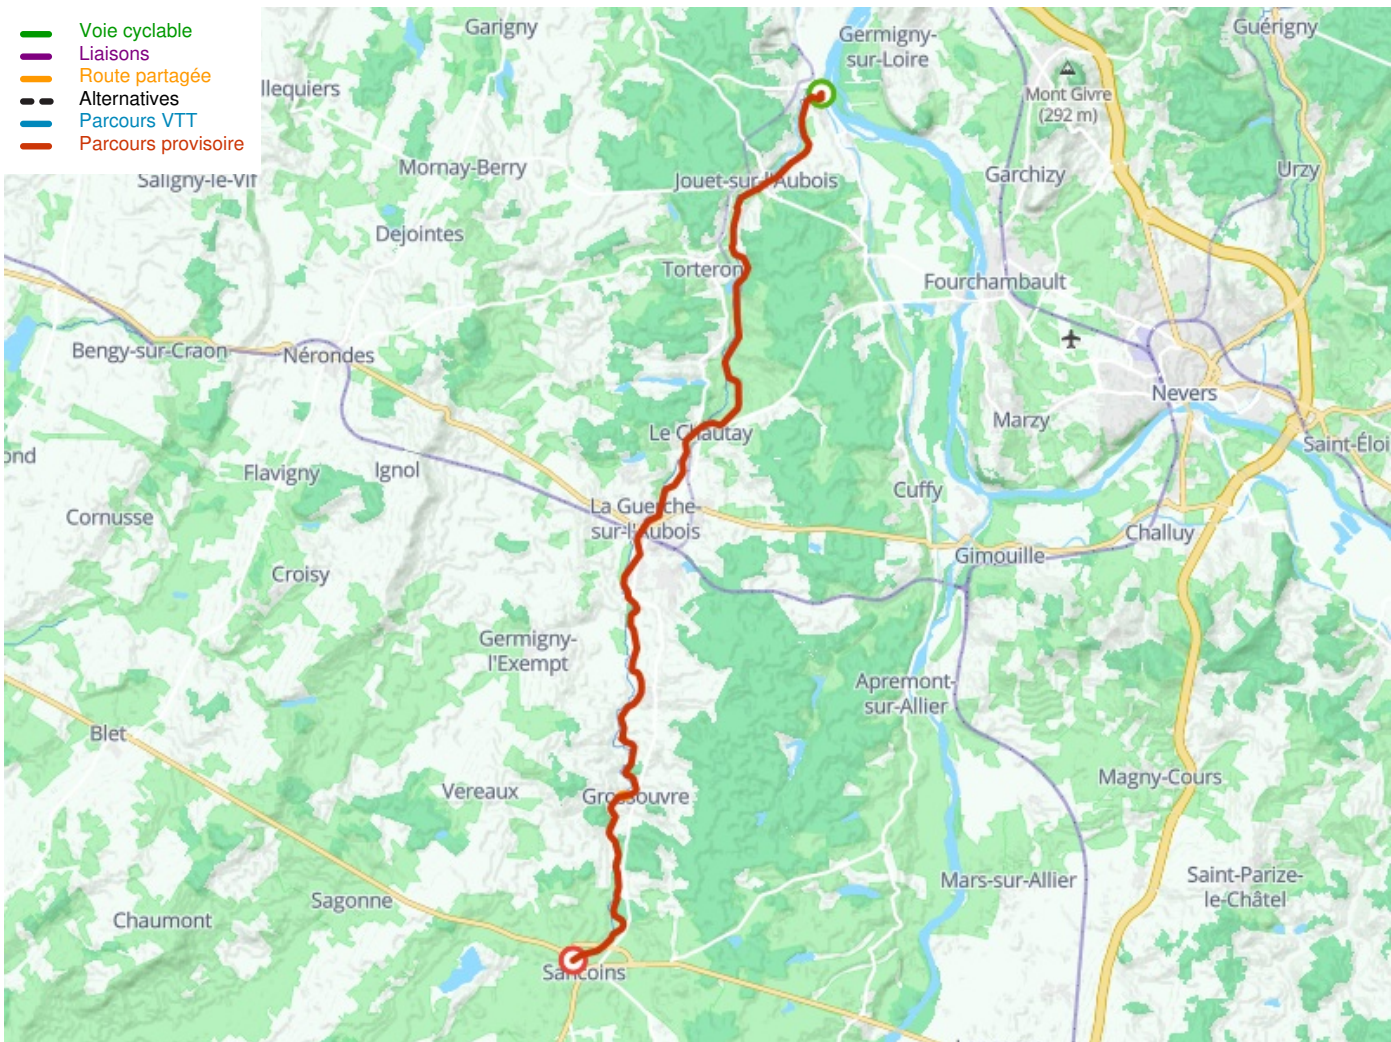 Voie cyclable
Liaisons
Route partagée
Alternatives
Parcours VTT
Parcours provisoire
Garigny
Germigny-
sur-Loire
Guérigny
llequiers
Mont Givre
(292 m)
Saligny-le-Vif
Mornay-Berry
Jouet-sur-l'Aubois
Garchizy
Urzy
Dejointes
Torteron
Fourchambault
Bengy-sur-Craon
Nérondes
Nevers
Marzy
Le Chautay
Saint-Éloi
ond
Flavigny
Ignol
Cuffy
Cornusse
La Guerche-
sur-l'Aubois
Challuy
Gimouille
Croisy
Germigny-
l'Exempt
Apremont-
sur-Allier
Blet
Magny-Cours
Vereaux
Grossouvre
Mars-sur-Allier
Saint-Parize-
le-Châtel
Sagonne
Chaumont
Sancoins